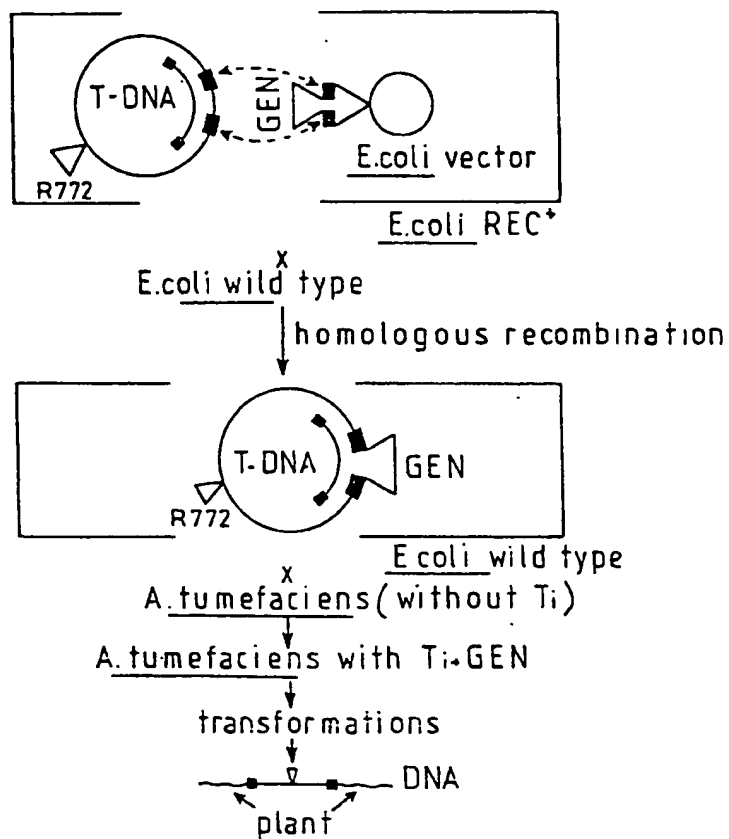 T-DNA
GEN
R772
E.coli vector
E.coli REC+
x
E.coli wild type
homologous recombination
T-DNA
GEN
R772
E coli wild type
x
A.tumefaciens (without Ti)
A.tumefaciens with Ti+GEN
transformations
DNA
plant